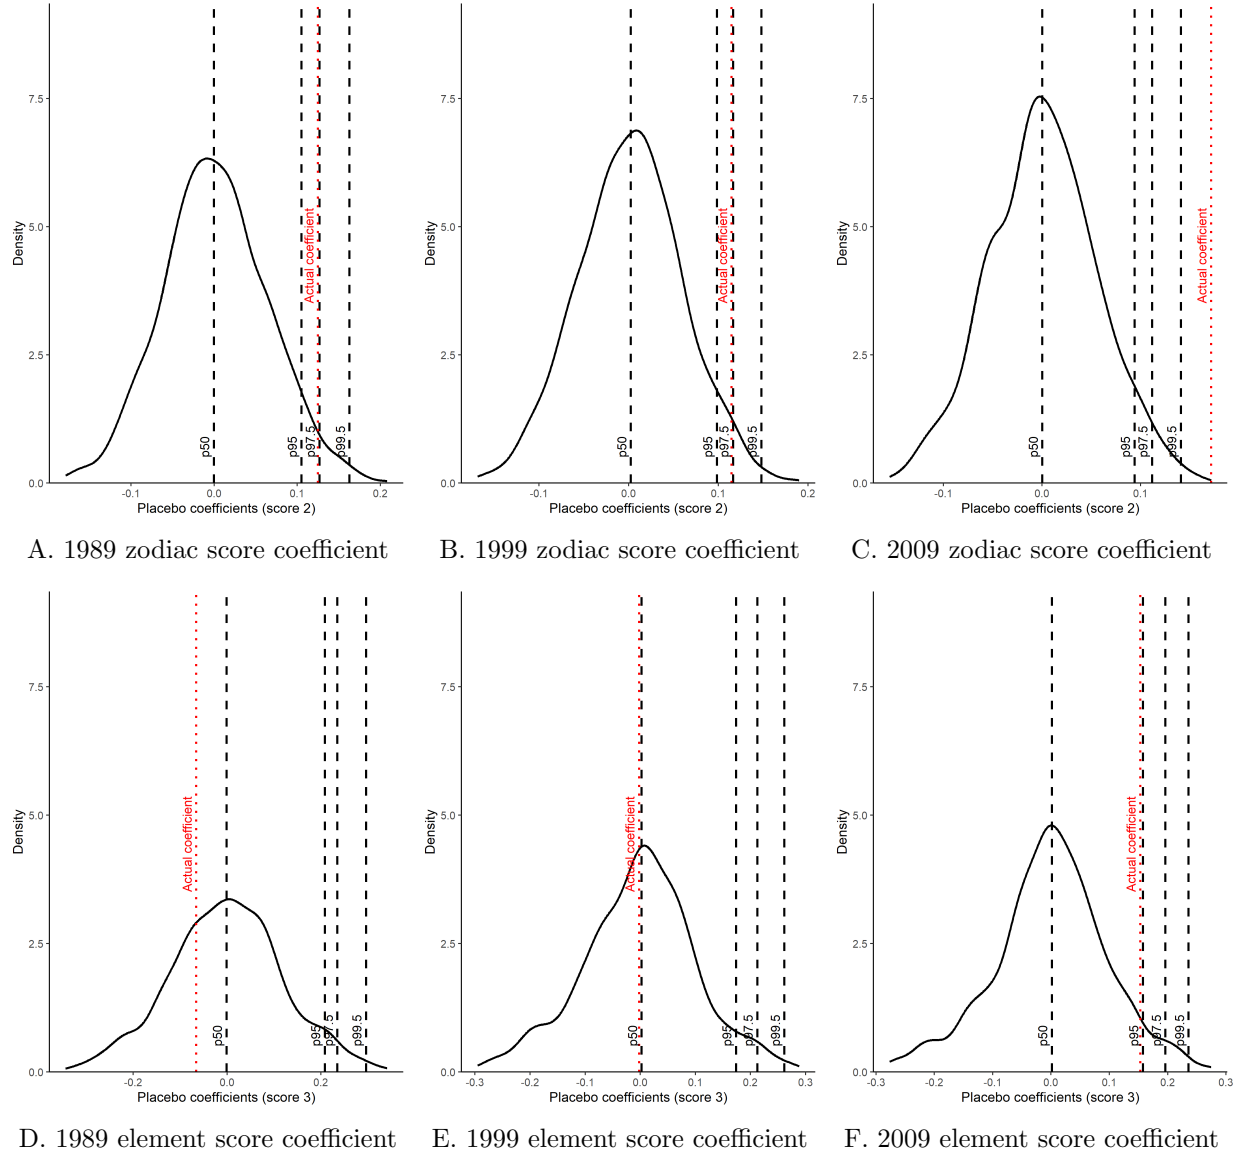 7.5
5.0
2.5
0.0
Density
p50
p95
p97.5
p99.5
Actual coefficient
-0.1
0.0
0.1
0.2
Placebo coefficients (score 2)
A. 1989 zodiac score coefficient
7.5
5.0
2.5
0.0
Density
p50
p95
p97.5
p99.5
Actual coefficient
-0.1
0.0
0.1
0.2
Placebo coefficients (score 2)
B. 1999 zodiac score coefficient
7.5
5.0
2.5
0.0
Density
p50
p95
p97.5
p99.5
Actual coefficient
-0.1
0.0
0.1
Placebo coefficients (score 2)
C. 2009 zodiac score coefficient
7.5
5.0
2.5
0.0
Density
Actual coefficient
p50
p95
p97.5
p99.5
-0.2
0.0
0.2
Placebo coefficients (score 3)
D. 1989 element score coefficient
7.5
5.0
2.5
0.0
Density
Actual coefficient
p50
p95
p97.5
p99.5
-0.3
-0.2
-0.1
0.0
0.1
0.2
0.3
Placebo coefficients (score 3)
E. 1999 element score coefficient
7.5
5.0
2.5
0.0
Density
p50
Actual coefficient
p95
p97.5
p99.5
-0.3
-0.2
-0.1
0.0
0.1
0.2
0.3
Placebo coefficients (score 3)
F. 2009 element score coefficient